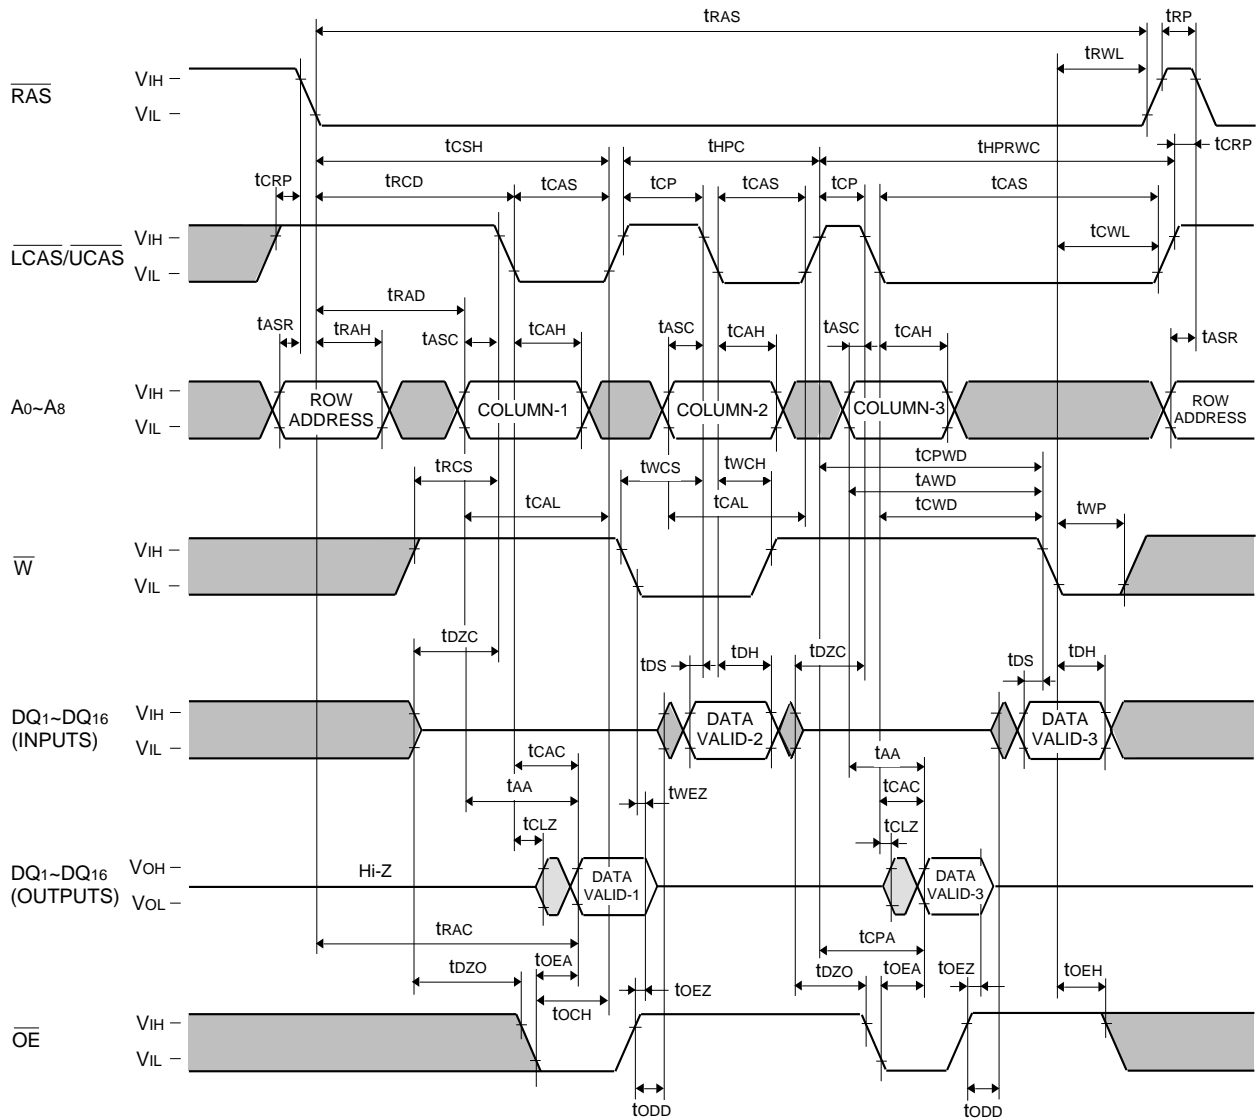 tRAS
tRP
tRWL
RAS
VIH
VIL
tCRP
tCSH
tHPC
tHPRWC
tCRP
tRCD
tCAS
tCP
tCAS
tCP
tCAS
tCWL
LCAS/UCAS
VIH
VIL
tRAD
tASR
tRAH
tASC
tCAH
tASC
tCAH
tASC
tCAH
tASR
A0~A8
VIH
VIL
ROW ADDRESS
COLUMN-1
COLUMN-2
COLUMN-3
ROW ADDRESS
tRCS
tWCS
tWCH
tCPWD
tAWD
tCAL
tCAL
tCWD
tWP
W
VIH
VIL
tDZC
tDS
tDH
tDZC
tDS
tDH
DQ1~DQ16
(INPUTS)
VIH
VIL
DATA VALID-2
DATA VALID-3
tCAC
tAA
tAA
tWEZ
tCAC
tCLZ
tCLZ
DQ1~DQ16
(OUTPUTS)
VOH
VOL
Hi-Z
DATA VALID-1
DATA VALID-3
tRAC
tCPA
tDZO
tOEA
tOEZ
tDZO
tOEA
tOEZ
tOEH
tOCH
OE
VIH
VIL
tODD
tODD